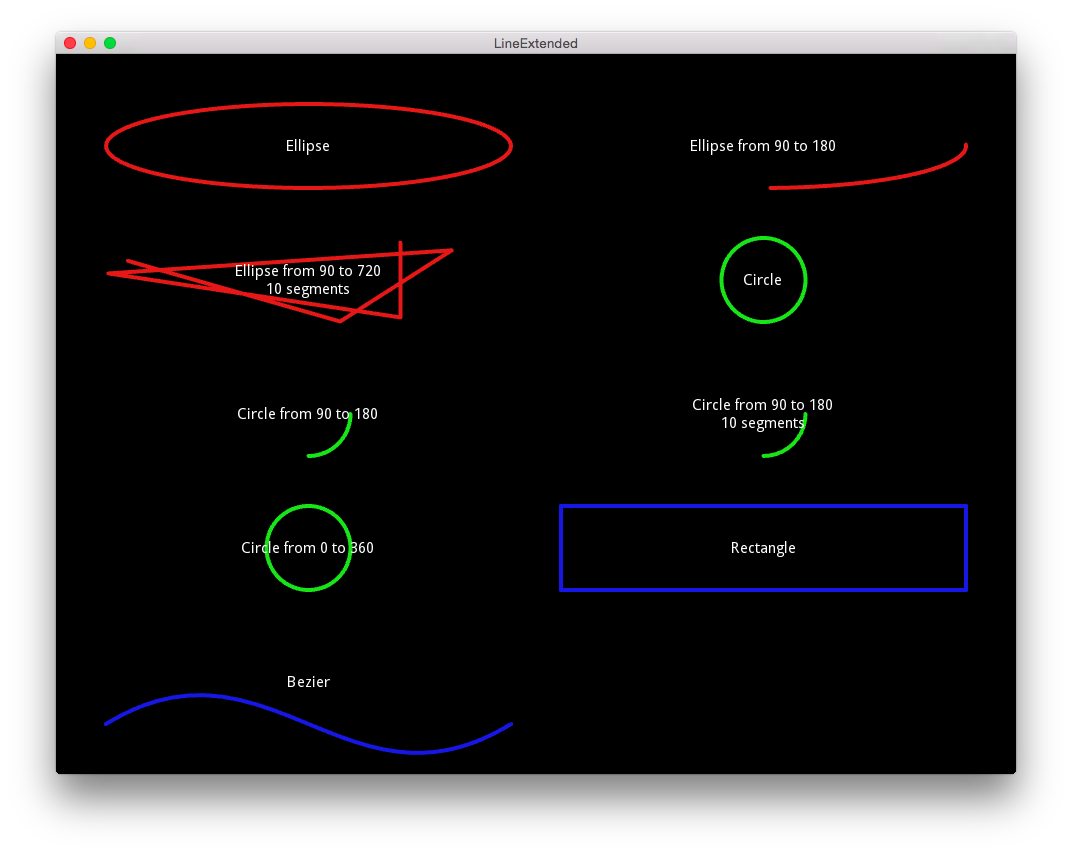 LineExtended
Ellipse
Ellipse from 90 to 180
Ellipse from 90 to 720
10 segments
Circle
Circle from 90 to 180
Circle from 90 to 180
10 segments
Circle from 0 to 360
Rectangle
Bezier